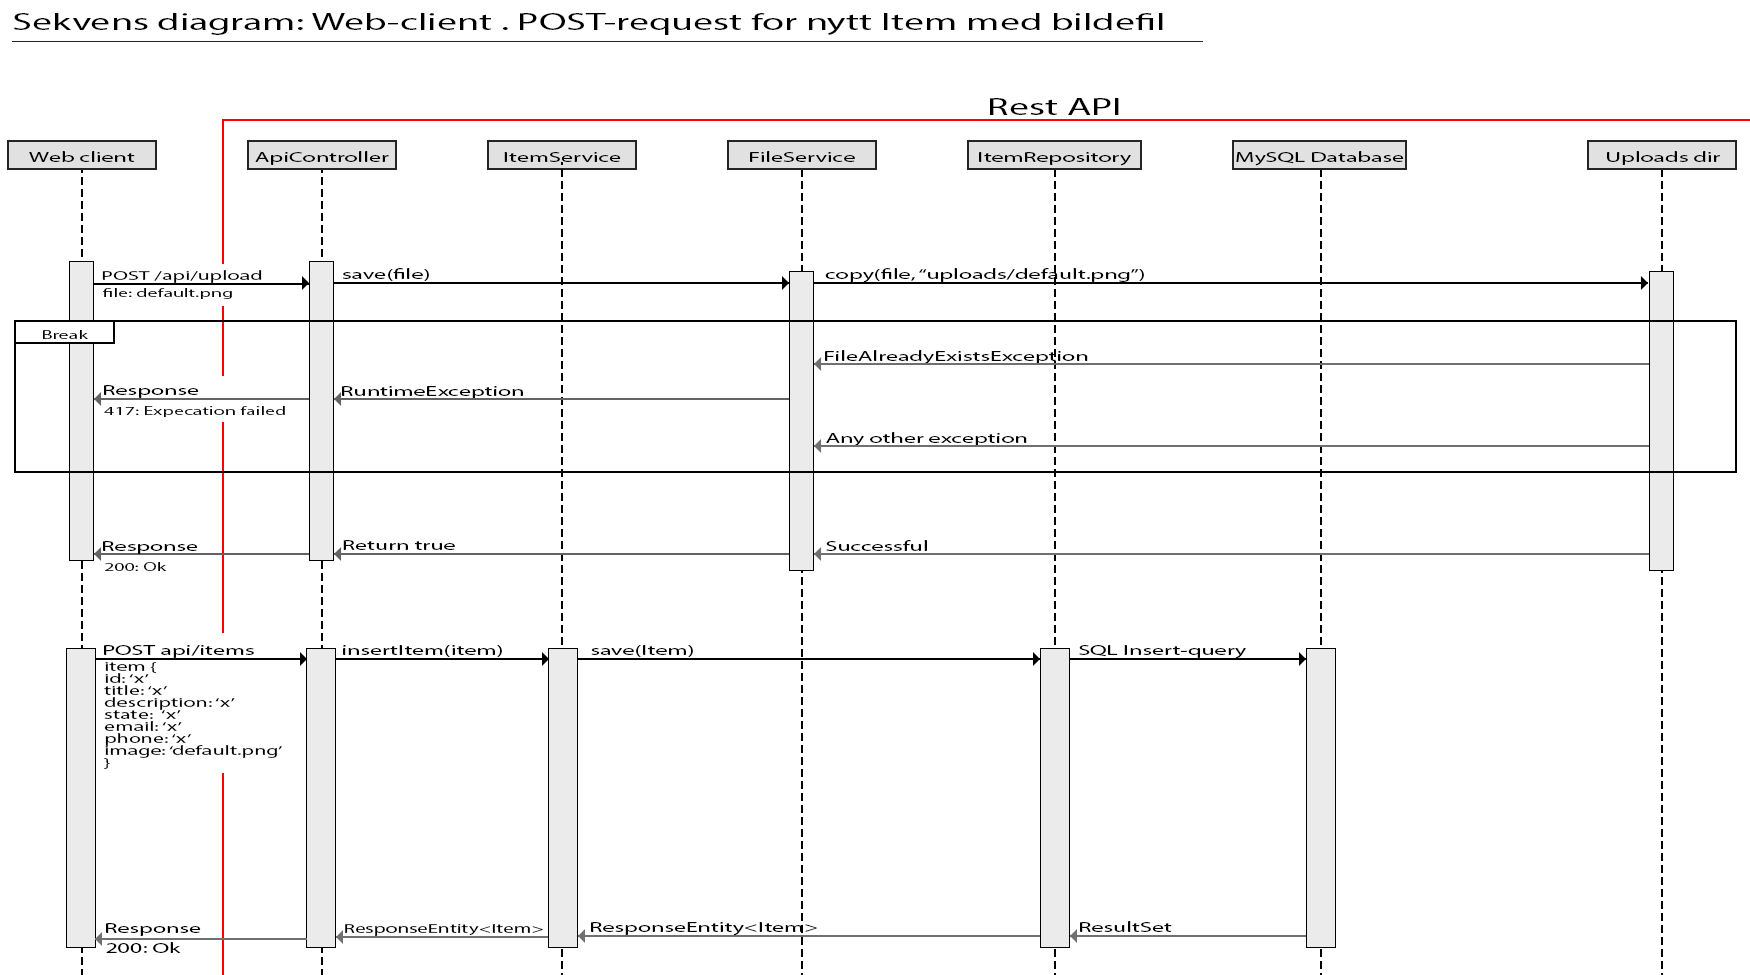 Sekvens diagram: Web-client . POST-request for nytt Item med bildefil
Rest API
Web client
ApiController
ItemService
FileService
ItemRepository
MySQL Database
Uploads dir
POST /api/upload
file: default.png
save(file)
copy(file, “uploads/default.png”)
Break
FileAlreadyExistsException
Response
417: Expecation failed
RuntimeException
Any other exception
Response
200: Ok
Return true
Successful
POST api/items
item {
id: ‘x’
title: ‘x’
description: ‘x’
state: ‘x’
email: ‘x’
phone: ‘x’
image: ‘default.png’
}
insertItem(item)
save(Item)
SQL Insert-query
Response
200: Ok
ResponseEntity<Item>
ResponseEntity<Item>
ResultSet